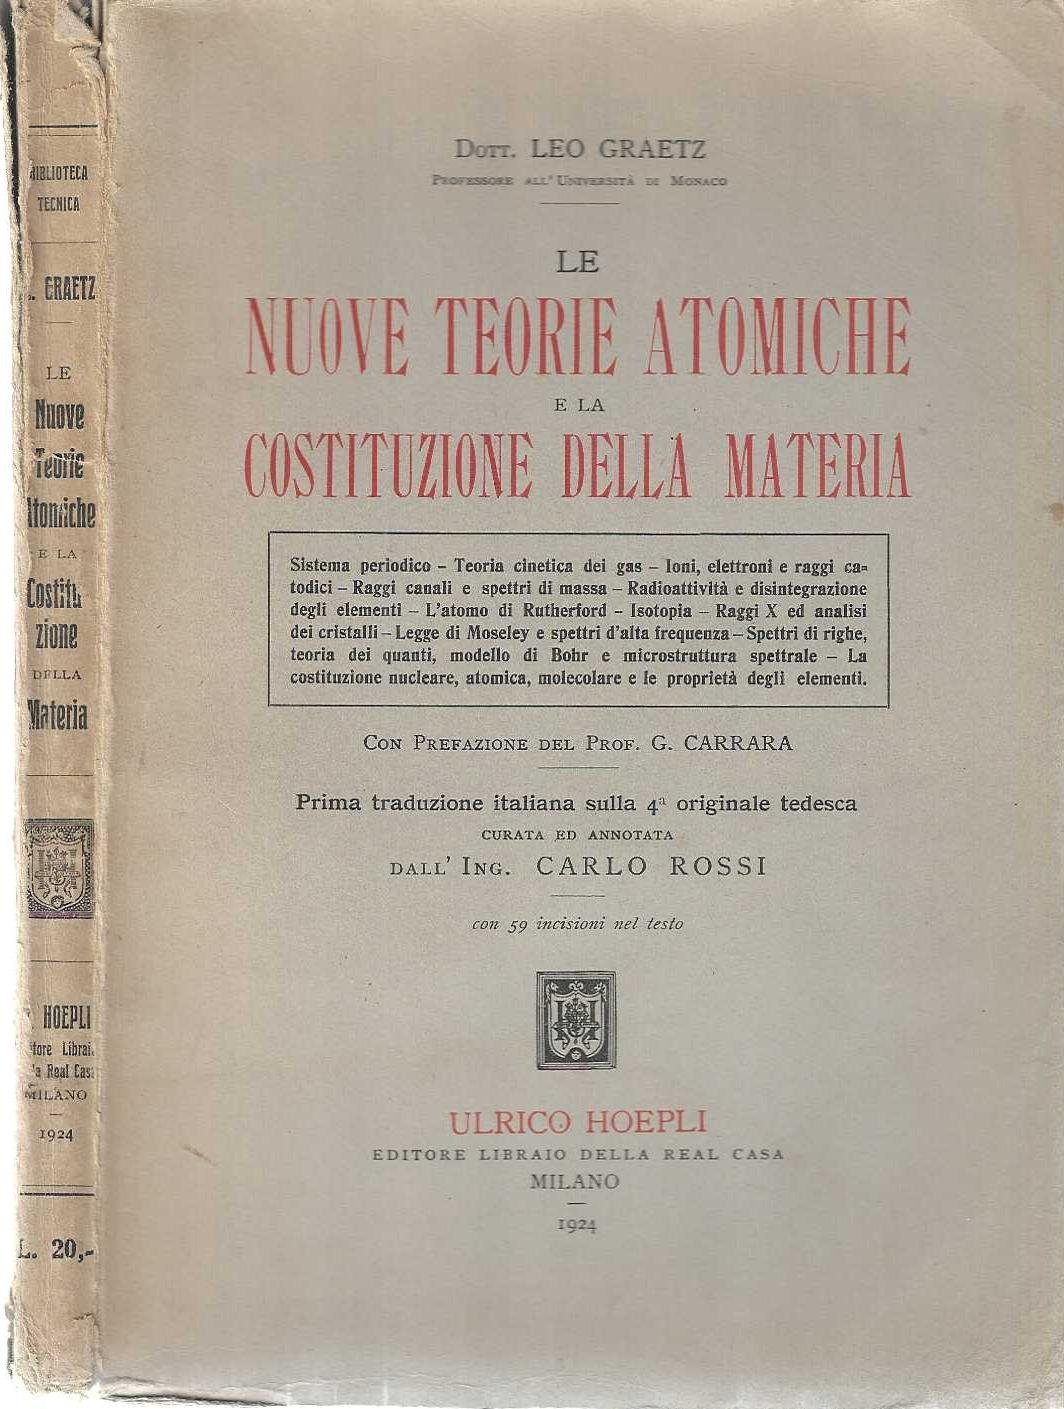 BIBLIOTECA
TECNICA
. GRAETZ
LE
Nuove
Teorie
Atomiche
E LA
Costitu-
zione
DELLA
Materia
HOEPLI
tore Librai
la Real Casa
MILANO
1924
L. 20,-
DOTT. LEO GRAETZ
PROFESSORE ALL' UNIVERSITÀ DI MONACO
LE
NUOVE TEORIE ATOMICHE
E LA
COSTITUZIONE DELLA MATERIA
Sistema periodico - Teoria cinetica dei gas - Ioni, elettroni e raggi ca-
todici - Raggi canali e spettri di massa - Radioattività e disintegrazione
degli elementi - L'atomo di Rutherford - Isotopia - Raggi X ed analisi
dei cristalli - Legge di Moseley e spettri d'alta frequenza - Spettri di righe,
teoria dei quanti, modello di Bohr e microstruttura spettrale - La
costituzione nucleare, atomica, molecolare e le proprietà degli elementi.
CON PREFAZIONE DEL PROF. G. CARRARA
Prima traduzione italiana sulla 4ª originale tedesca
CURATA ED ANNOTATA
DALL' ING. CARLO ROSSI
con 59 incisioni nel testo
ULRICO HOEPLI
EDITORE LIBRAIO DELLA REAL CASA
MILANO
1924